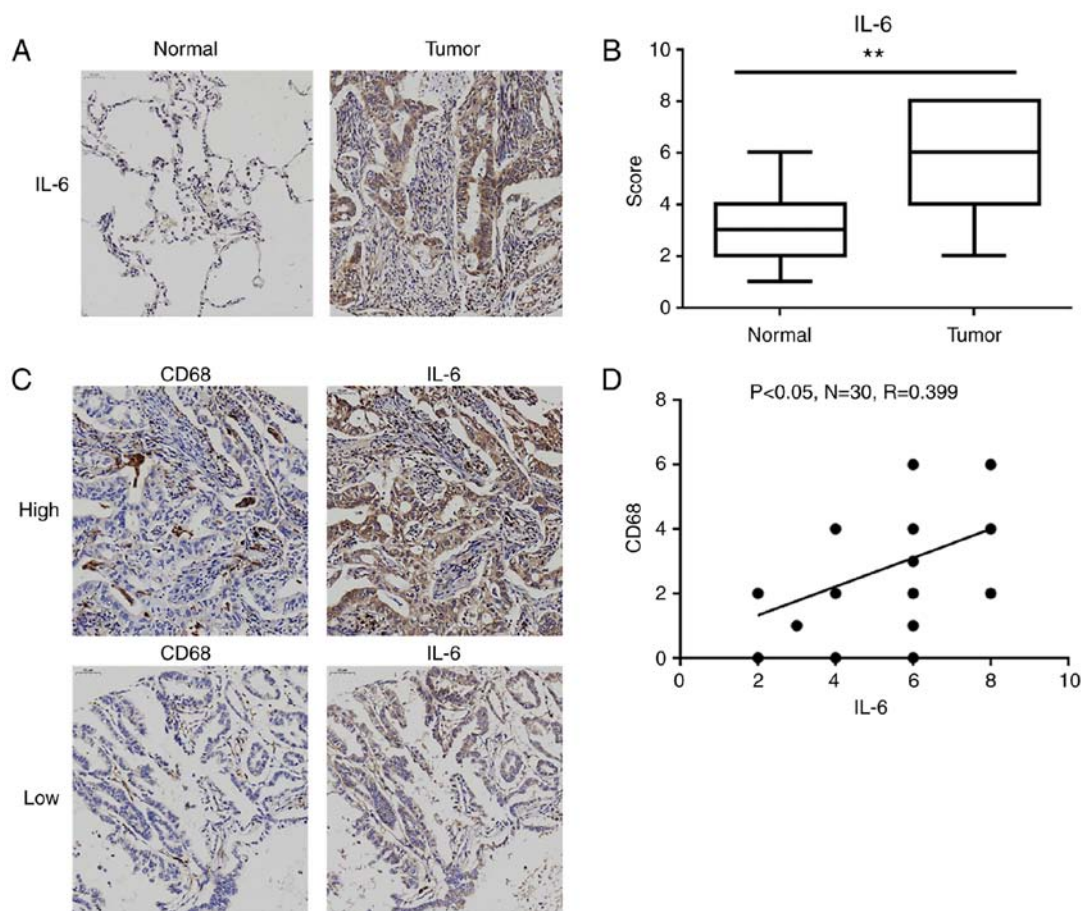 A
Normal
Tumor
IL-6
B
IL-6
**
Score
10
8
6
4
2
0
Normal
Tumor
C
CD68
IL-6
High
CD68
IL-6
Low
D
P<0.05, N=30, R=0.399
CD68
8
6
4
2
0
0 2 4 6 8 10
IL-6